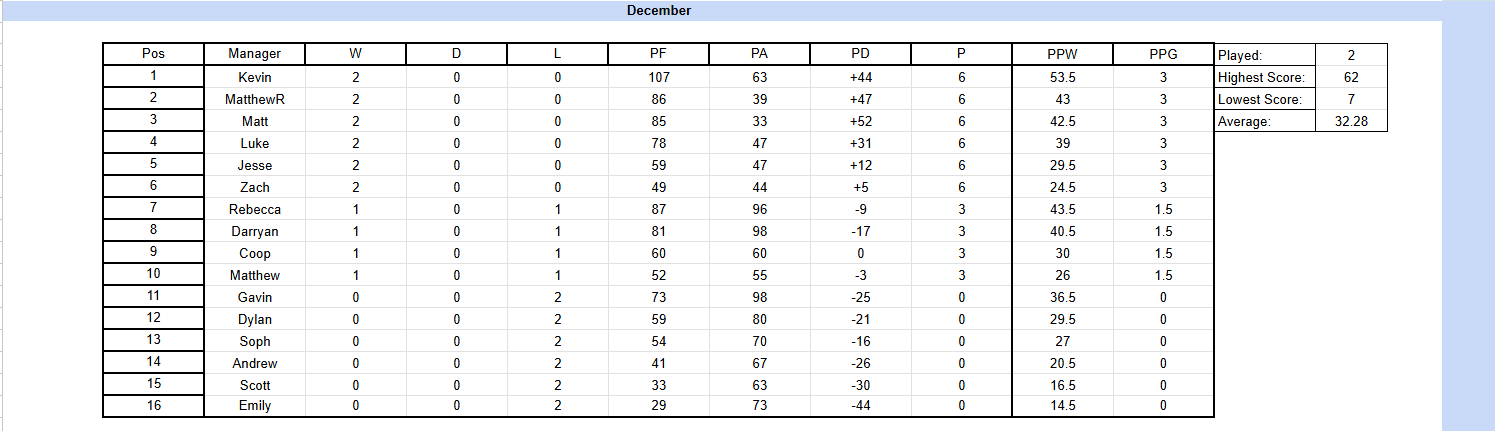 December
Pos Manager W D L PF PA PD P PPW PPG Played: 2
1 Kevin 2 0 0 107 63 +44 6 53.5 3 Highest Score: 62
2 MatthewR 2 0 0 86 39 +47 6 43 3 Lowest Score: 7
3 Matt 2 0 0 85 33 +52 6 42.5 3 Average: 32.28
4 Luke 2 0 0 78 47 +31 6 39 3
5 Jesse 2 0 0 59 47 +12 6 29.5 3
6 Zach 2 0 0 49 44 +5 6 24.5 3
7 Rebecca 1 0 1 87 96 -9 3 43.5 1.5
8 Darryan 1 0 1 81 98 -17 3 40.5 1.5
9 Coop 1 0 1 60 60 0 3 30 1.5
10 Matthew 1 0 1 52 55 -3 3 26 1.5
11 Gavin 0 0 2 73 98 -25 0 36.5 0
12 Dylan 0 0 2 59 80 -21 0 29.5 0
13 Soph 0 0 2 54 70 -16 0 27 0
14 Andrew 0 0 2 41 67 -26 0 20.5 0
15 Scott 0 0 2 33 63 -30 0 16.5 0
16 Emily 0 0 2 29 73 -44 0 14.5 0